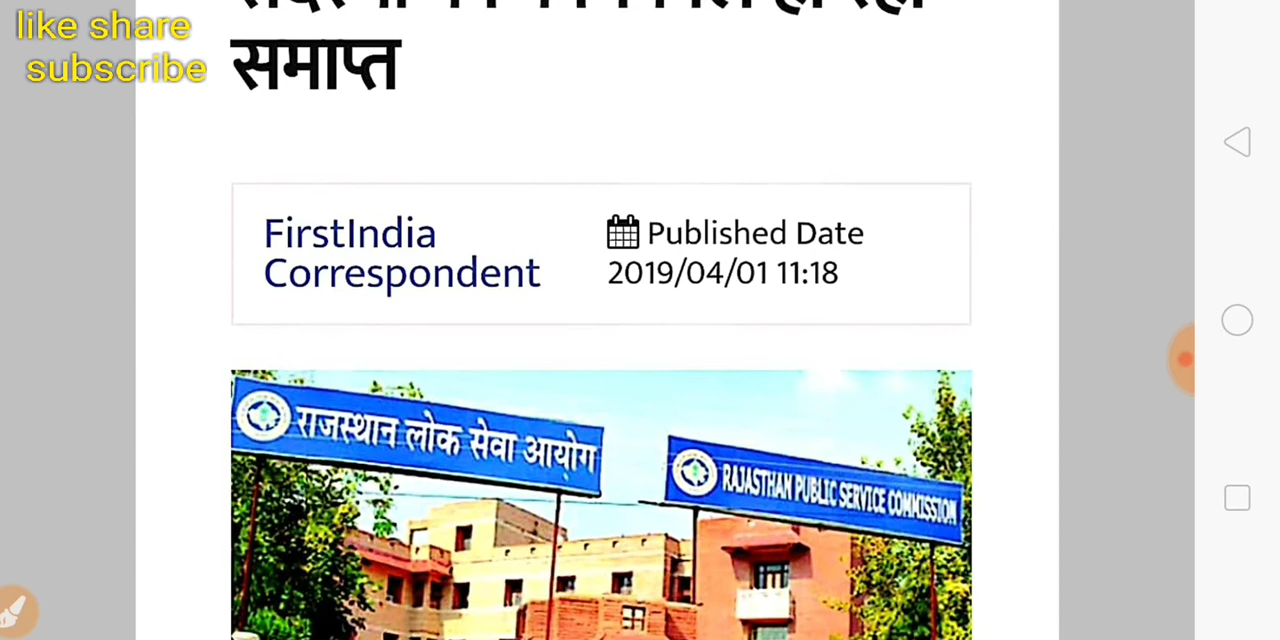 like share
subscribe
समाप्त
FirstIndia
Correspondent
Published Date
2019/04/01 11:18
राजस्थान लोक सेवा आयोग
RAJASTHAN PUBLIC SERVICE COMMISSION